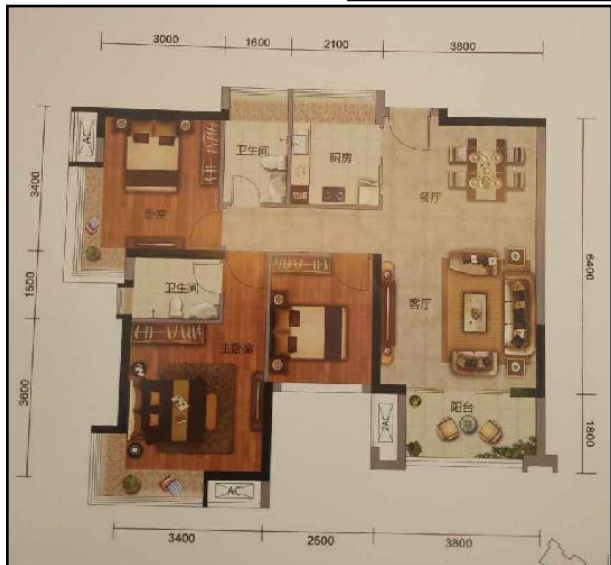 3000
1600
2100
3800
AC
卫生间
厨房
餐厅
卧室
3400
6400
1500
卫生间
客厅
主卧室
3600
阳台
2AC
1800
AC
3400
2500
3800